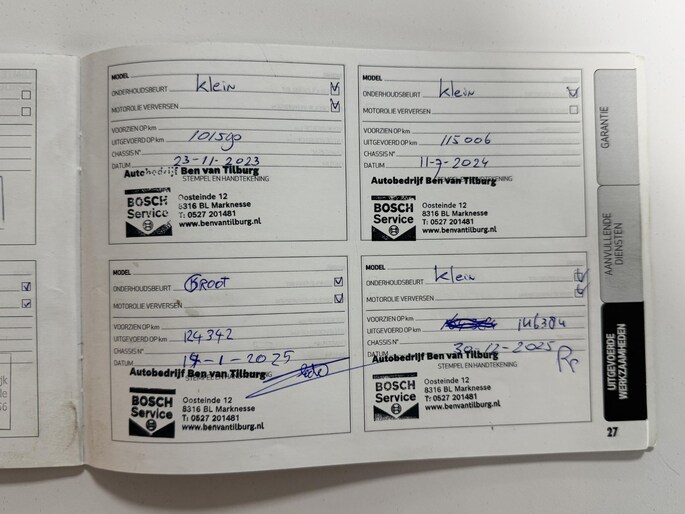 MODEL
ONDERHOUDSBEURT Klein
MOTOROLIE VERVERSEN
VOORZIEN OP km
UITGEVOERD OP km 101590
CHASSIS N°
DATUM 23-11-2023
Autobedrijf Ben van Tilburg
STEMPEL EN HANDTEKENING
BOSCH
Service
Oosteinde 12
8316 BL Marknesse
T: 0527 201481
www.benvantilburg.nl
MODEL
ONDERHOUDSBEURT Klein
MOTOROLIE VERVERSEN
VOORZIEN OP km
UITGEVOERD OP km 115006
CHASSIS N°
DATUM 11-7-2024
Autobedrijf Ben van Tilburg
STEMPEL EN HANDTEKENING
BOSCH
Service
Oosteinde 12
8316 BL Marknesse
T: 0527 201481
www.benvantilburg.nl
MODEL
ONDERHOUDSBEURT GROOT
MOTOROLIE VERVERSEN
VOORZIEN OP km
UITGEVOERD OP km 124342
CHASSIS N°
DATUM 14-1-2025
Autobedrijf Ben van Tilburg
STEMPEL EN HANDTEKENING
BOSCH
Service
Oosteinde 12
8316 BL Marknesse
T: 0527 201481
www.benvantilburg.nl
MODEL
ONDERHOUDSBEURT Klein
MOTOROLIE VERVERSEN
VOORZIEN OP km
UITGEVOERD OP km 146384
CHASSIS N°
DATUM 30-12-2025
Autobedrijf Ben van Tilburg
STEMPEL EN HANDTEKENING
BOSCH
Service
Oosteinde 12
8316 BL Marknesse
T: 0527 201481
www.benvantilburg.nl
GARANTIE
AANVULLENDE
DIENSTEN
UITGEVOERDE
WERKZAAMHEDEN
27